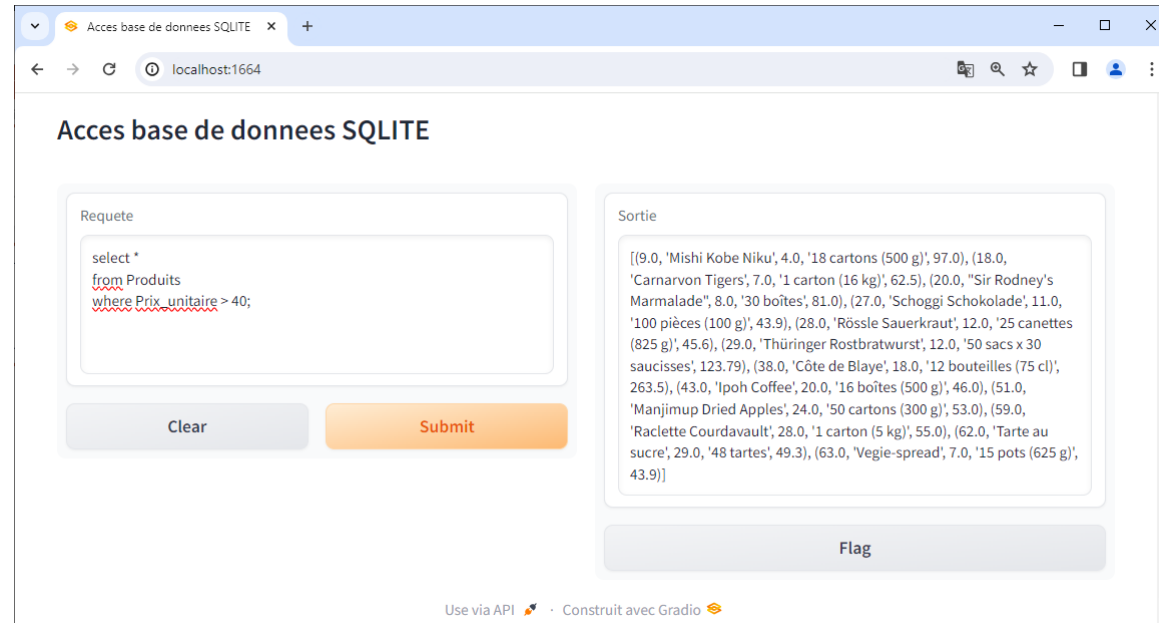 Acces base de donnees SQLITE
localhost:1664
Acces base de donnees SQLITE
Requete
select *
from Produits
where Prix_unitaire > 40;
Clear
Submit
Sortie
[(9.0, 'Mishi Kobe Niku', 4.0, '18 cartons (500 g)', 97.0), (18.0,
'Carnarvon Tigers', 7.0, '1 carton (16 kg)', 62.5), (20.0, "Sir Rodney's
Marmalade", 8.0, '30 boîtes', 81.0), (27.0, 'Schoggi Schokolade', 11.0,
'100 pièces (100 g)', 43.9), (28.0, 'Rössle Sauerkraut', 12.0, '25 canettes
(825 g)', 45.6), (29.0, 'Thüringer Rostbratwurst', 12.0, '50 sacs x 30
saucisses', 123.79), (38.0, 'Côte de Blaye', 18.0, '12 bouteilles (75 cl)',
263.5), (43.0, 'Ipoh Coffee', 20.0, '16 boîtes (500 g)', 46.0), (51.0,
'Manjimup Dried Apples', 24.0, '50 cartons (300 g)', 53.0), (59.0,
'Raclette Courdavault', 28.0, '1 carton (5 kg)', 55.0), (62.0, 'Tarte au
sucre', 29.0, '48 tartes', 49.3), (63.0, 'Vegie-spread', 7.0, '15 pots (625 g)',
43.9)]
Flag
Use via API · Construit avec Gradio